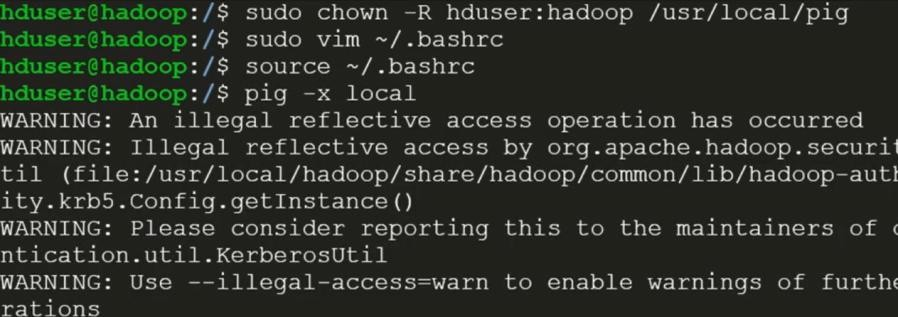 hduser@hadoop:/$ sudo chown -R hduser:hadoop /usr/local/pig
hduser@hadoop:/$ sudo vim ~/.bashrc
hduser@hadoop:/$ source ~/.bashrc
hduser@hadoop:/$ pig -x local
WARNING: An illegal reflective access operation has occurred
WARNING: Illegal reflective access by org.apache.hadoop.securit
til (file:/usr/local/hadoop/share/hadoop/common/lib/hadoop-auth
ity.krb5.Config.getInstance()
WARNING: Please consider reporting this to the maintainers of o
ntication.util.KerberosUtil
WARNING: Use --illegal-access=warn to enable warnings of furthe
rations